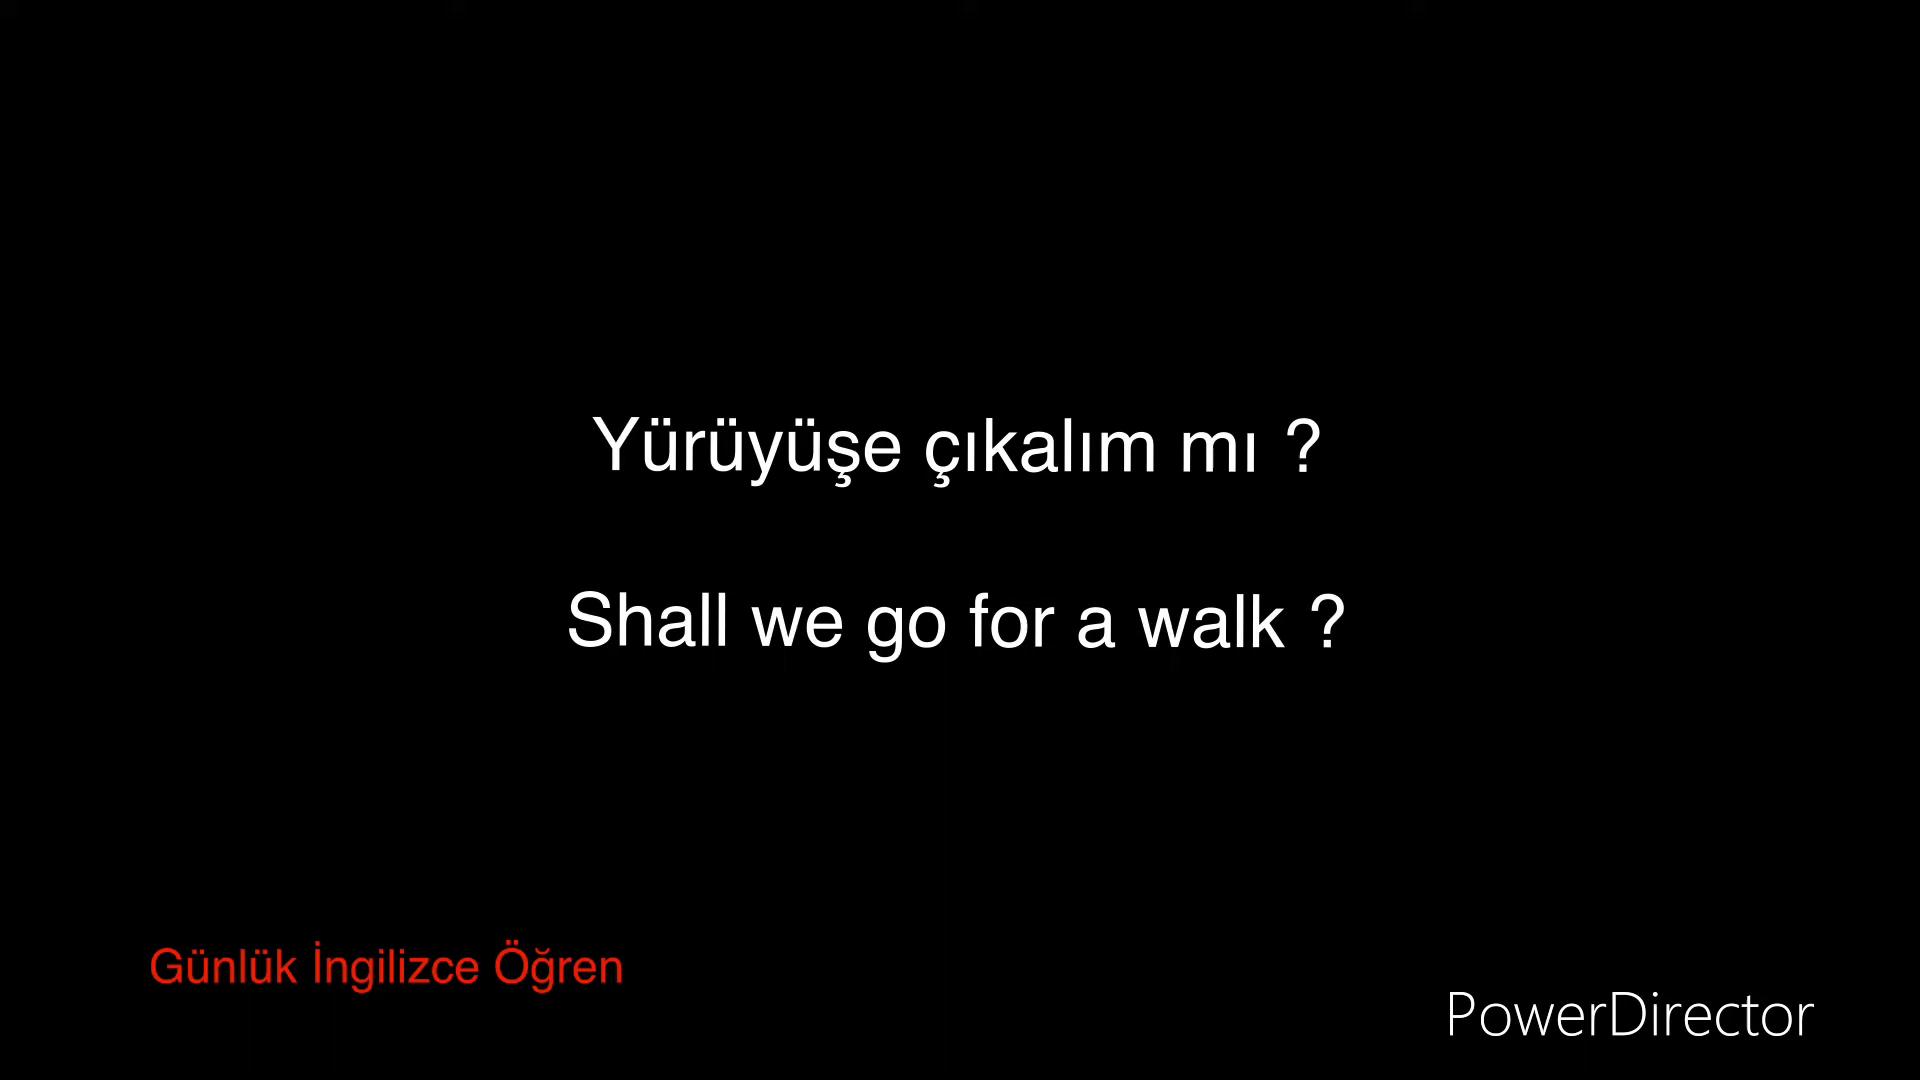 Yürüyüşe çıkalım mı ?
Shall we go for a walk ?
Günlük İngilizce Öğren
PowerDirector